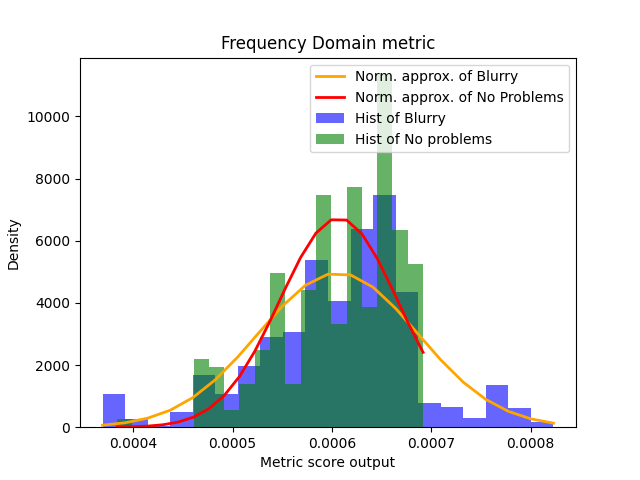 Frequency Domain metric
Norm. approx. of Blurry
Norm. approx. of No Problems
Hist of Blurry
Hist of No problems
Density
10000
8000
6000
4000
2000
0
0.0004 0.0005 0.0006 0.0007 0.0008
Metric score output